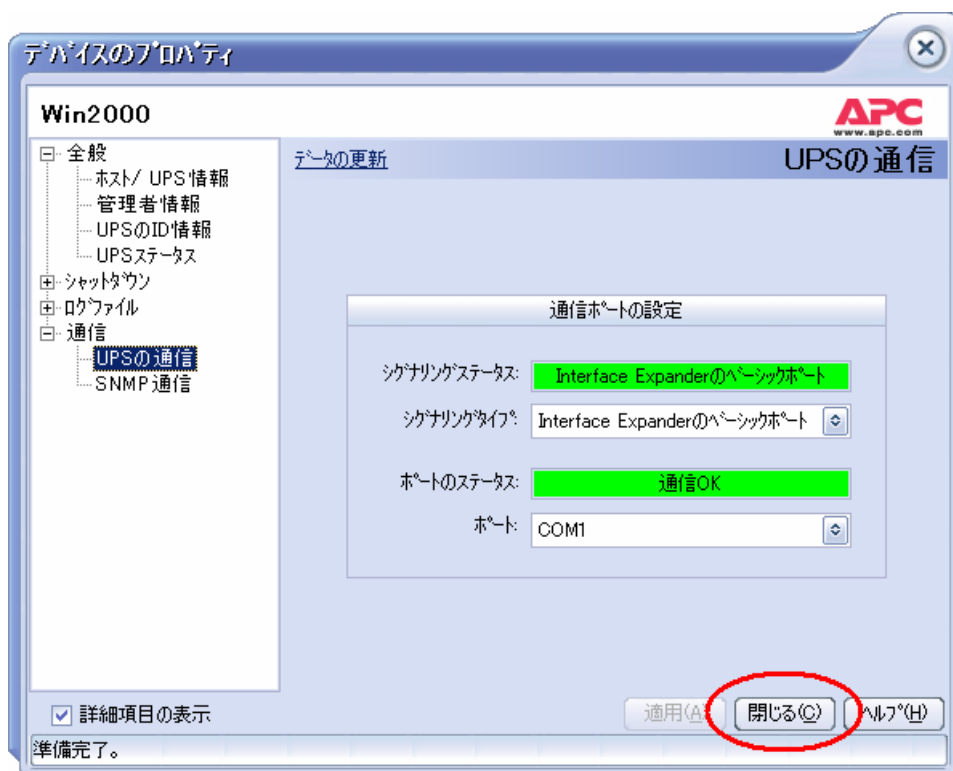 デバイスのプロパティ
Win2000
APC
www.apc.com
全般
ホスト/ UPS情報
管理者情報
UPSのID情報
UPSステータス
シャットダウン
ログファイル
通信
UPSの通信
SNMP通信
データの更新
UPSの通信
通信ポートの設定
シグナリングステータス: Interface Expanderのベーシックポート
シグナリングタイプ: Interface Expanderのベーシックポート
ポートのステータス: 通信OK
ポート: COM1
詳細項目の表示
適用(A) 閉じる(C) ヘルプ(H)
準備完了。